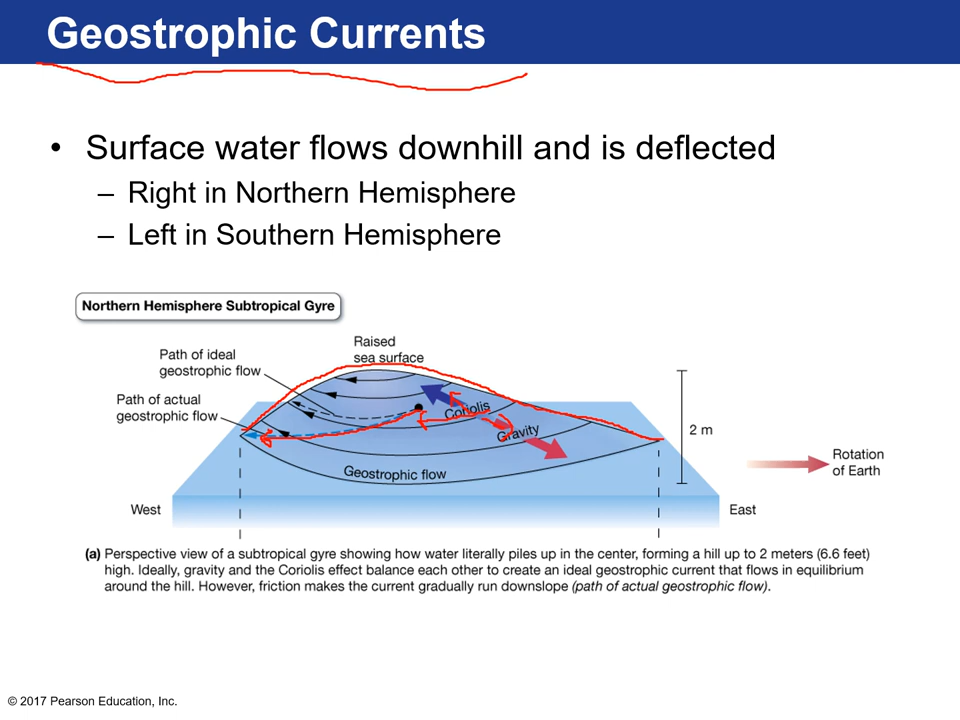 Geostrophic Currents
• Surface water flows downhill and is deflected
– Right in Northern Hemisphere
– Left in Southern Hemisphere
Northern Hemisphere Subtropical Gyre
Raised
sea surface
Path of ideal
geostrophic flow
Path of actual
geostrophic flow
Coriolis
Gravity
2 m
Rotation
of Earth
Geostrophic flow
West
East
(a) Perspective view of a subtropical gyre showing how water literally piles up in the center, forming a hill up to 2 meters (6.6 feet)
high. Ideally, gravity and the Coriolis effect balance each other to create an ideal geostrophic current that flows in equilibrium
around the hill. However, friction makes the current gradually run downslope (path of actual geostrophic flow).
© 2017 Pearson Education, Inc.